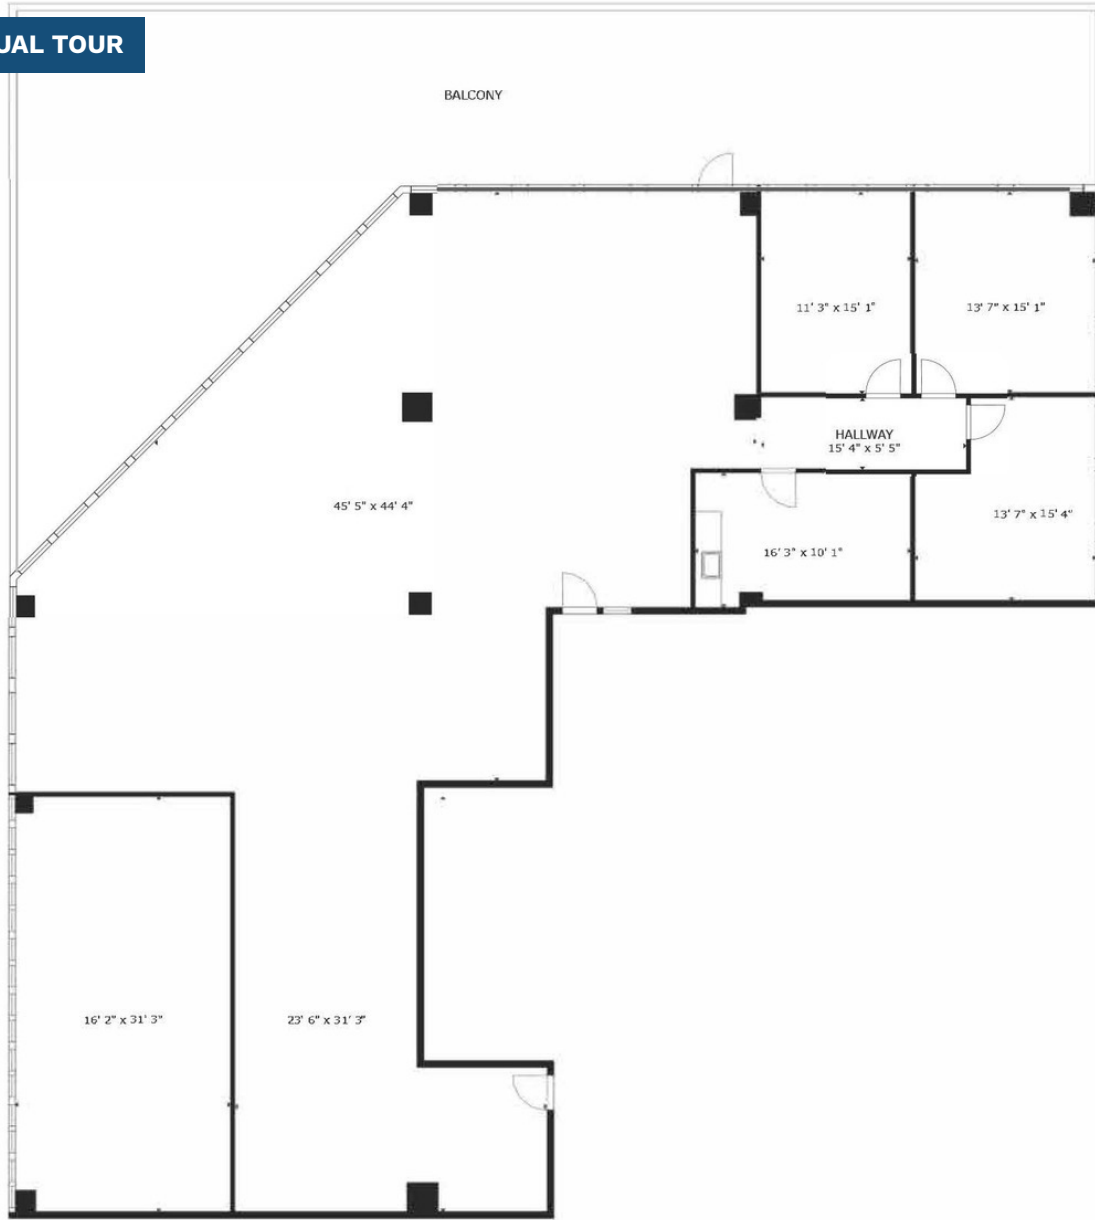 UAL TOUR
BALCONY
11' 3" x 15' 1"
13' 7" x 15' 1"
HALLWAY
15' 4" x 5' 5"
45' 5" x 44' 4"
13' 7" x 15' 4"
16' 3" x 10' 1"
16' 2" x 31' 3"
23' 6" x 31' 3"